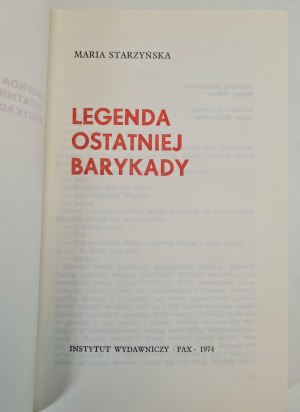 MARIA STARZYŃSKA
LEGENDA
OSTATNIEJ
BARYKADY
INSTYTUT WYDAWNICZY · PAX · 1974